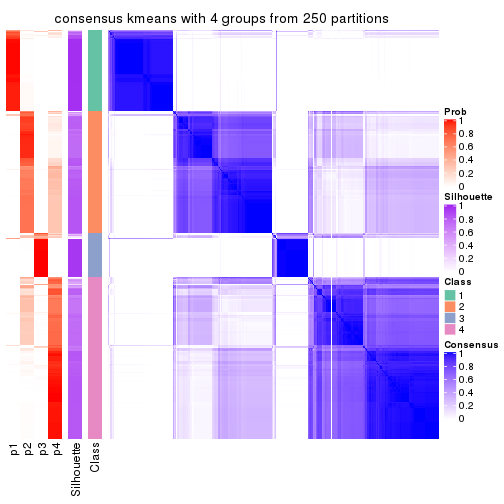 consensus kmeans with 4 groups from 250 partitions
Prob
1
0.8
0.6
0.4
0.2
0
Silhouette
1
0.8
0.6
0.4
0.2
0
Class
1
2
3
4
Consensus
1
0.8
0.6
0.4
0.2
0
p1
p2
p3
p4
Silhouette
Class